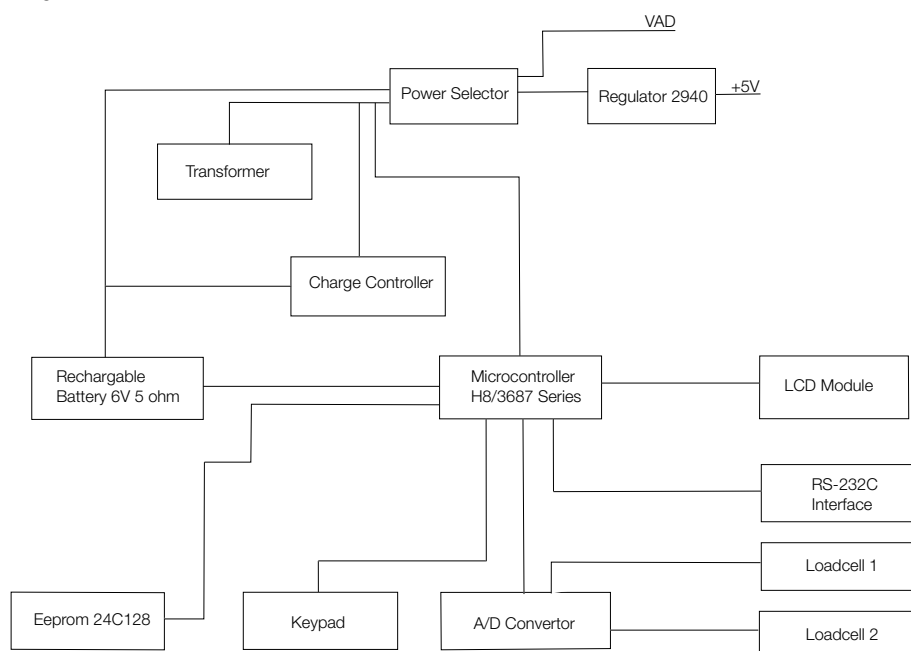 VAD
Power Selector
Regulator 2940
+5V
Transformer
Charge Controller
Rechargable
Battery 6V 5 ohm
Microcontroller
H8/3687 Series
LCD Module
RS-232C
Interface
Loadcell 1
Eeprom 24C128
Keypad
A/D Convertor
Loadcell 2